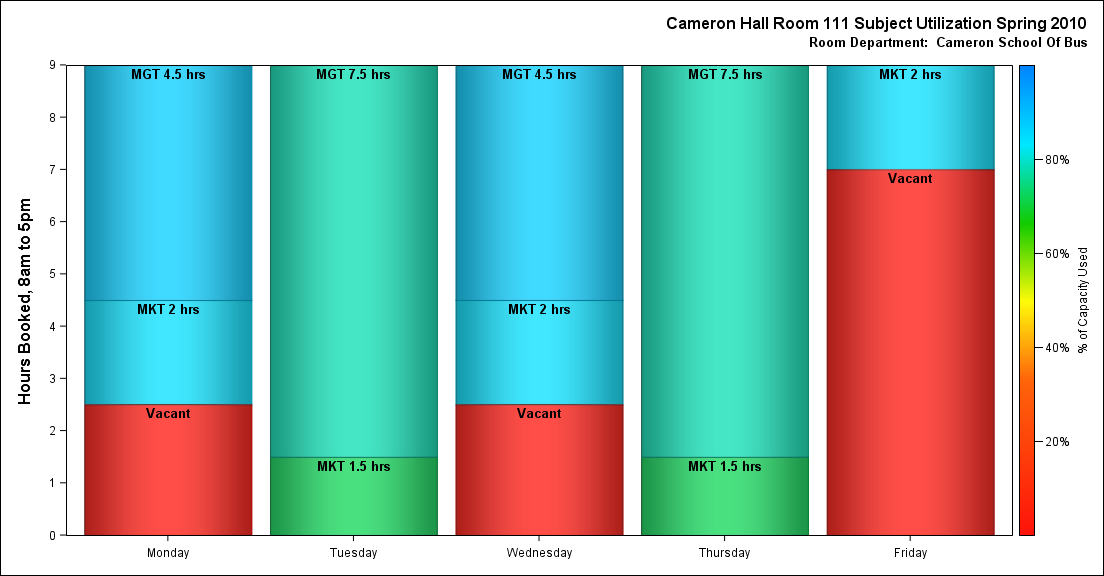 Cameron Hall Room 111 Subject Utilization Spring 2010
Room Department:  Cameron School Of Bus
Hours Booked, 8am to 5pm
9
8
7
6
5
4
3
2
1
0
MGT 4.5 hrs
MKT 2 hrs
Vacant
MGT 7.5 hrs
MKT 1.5 hrs
MGT 4.5 hrs
MKT 2 hrs
Vacant
MGT 7.5 hrs
MKT 1.5 hrs
MKT 2 hrs
Vacant
Monday
Tuesday
Wednesday
Thursday
Friday
80%
60%
40%
20%
% of Capacity Used